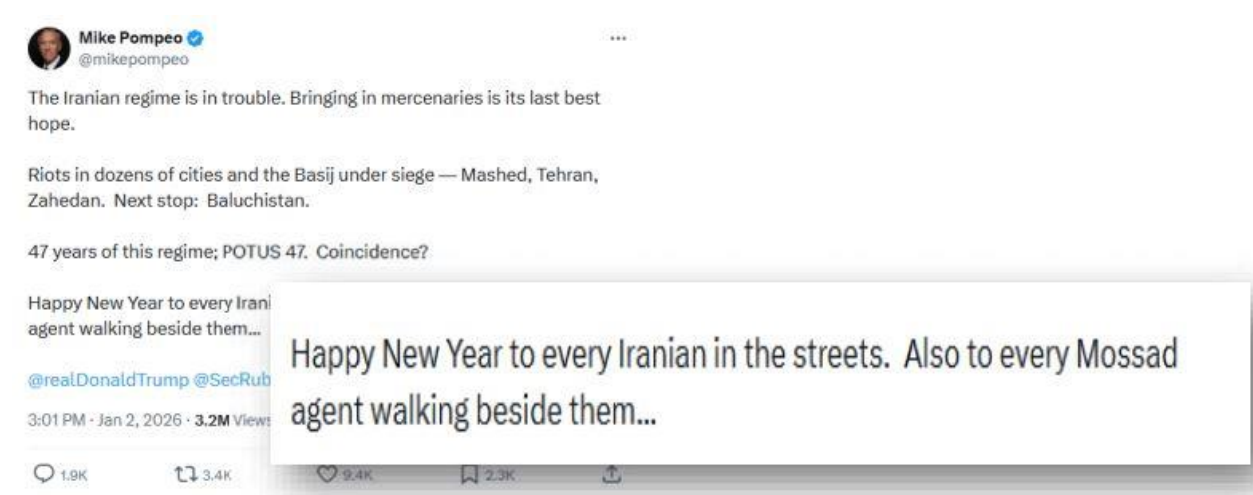 Mike Pompeo
@mikepompeo
The Iranian regime is in trouble. Bringing in mercenaries is its last best
hope.
Riots in dozens of cities and the Basij under siege — Mashed, Tehran,
Zahedan.  Next stop:  Baluchistan.
47 years of this regime; POTUS 47.  Coincidence?
Happy New Year to every Irani
agent walking beside them...
Happy New Year to every Iranian in the streets.  Also to every Mossad
agent walking beside them...
@realDonaldTrump @SecRub
3:01 PM · Jan 2, 2026 · 3.2M Views
1.9K 3.4K 9.4K 2.3K